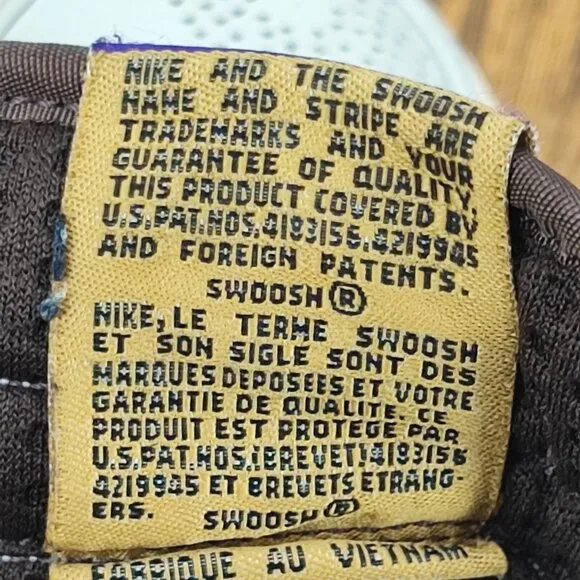 NIKE AND THE SWOOSH
NAME AND STRIPE ARE
TRADEMARKS AND YOUR
GUARANTEE OF QUALITY.
THIS PRODUCT COVERED BY
U.S.PAT.NOS.4183156.4219945
AND FOREIGN PATENTS.
SWOOSH®
NIKE, LE TERME SWOOSH
ET SON SIGLE SONT DES
MARQUES DEPOSEES ET VOTRE
GARANTIE DE QUALITE. CE
PRODUIT EST PROTEGE PAR
U.S.PAT.NOS.(BREVET)4183156
4219945 ET BREVETS ETRANG-
ERS. SWOOSH®
FABRIQUE AU VIETNAM